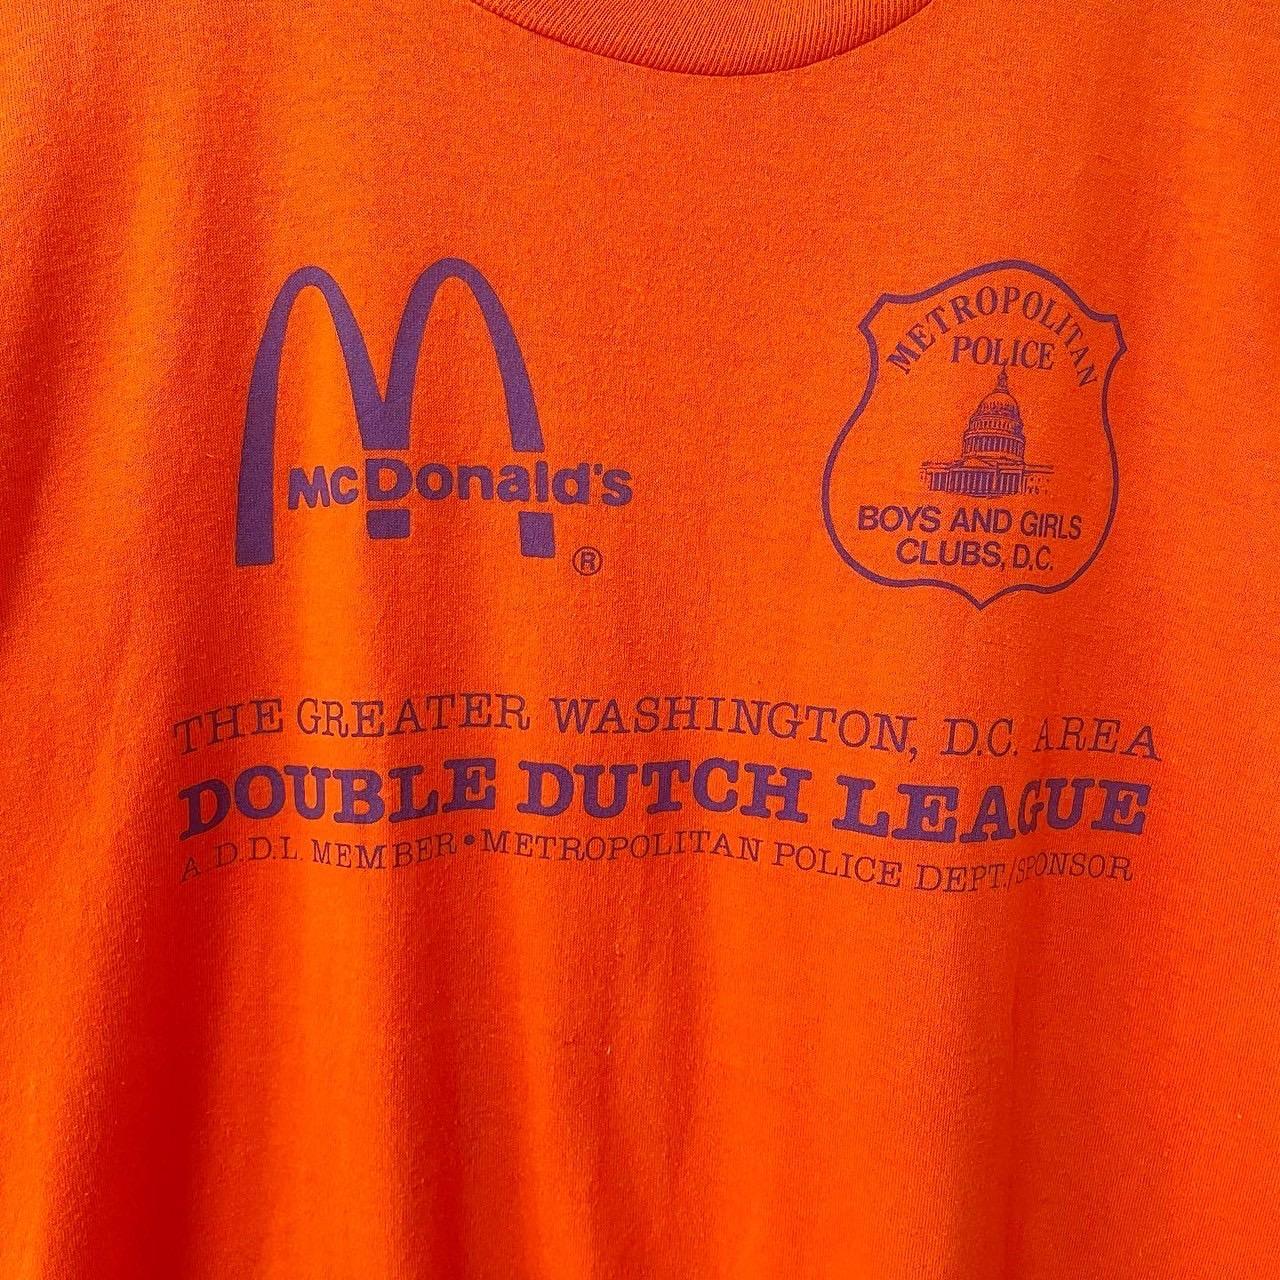 McDonald's
®
METROPOLITAN
POLICE
BOYS AND GIRLS
CLUBS, D.C.
THE GREATER WASHINGTON, D.C. AREA
DOUBLE DUTCH LEAGUE
A D.D.L. MEMBER • METROPOLITAN POLICE DEPT./SPONSOR